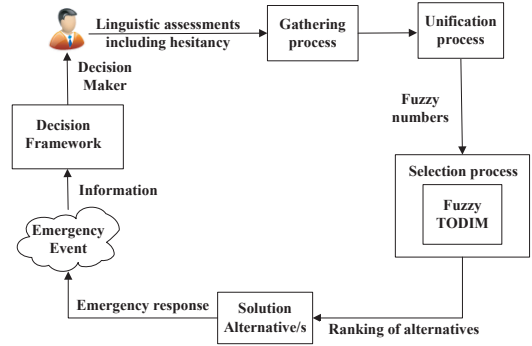 Linguistic assessments
including hesitancy
Gathering
process
Unification
process
Decision
Maker
Fuzzy
numbers
Decision
Framework
Selection process
Fuzzy
TODIM
Information
Emergency
Event
Emergency response
Solution
Alternative/s
Ranking of alternatives